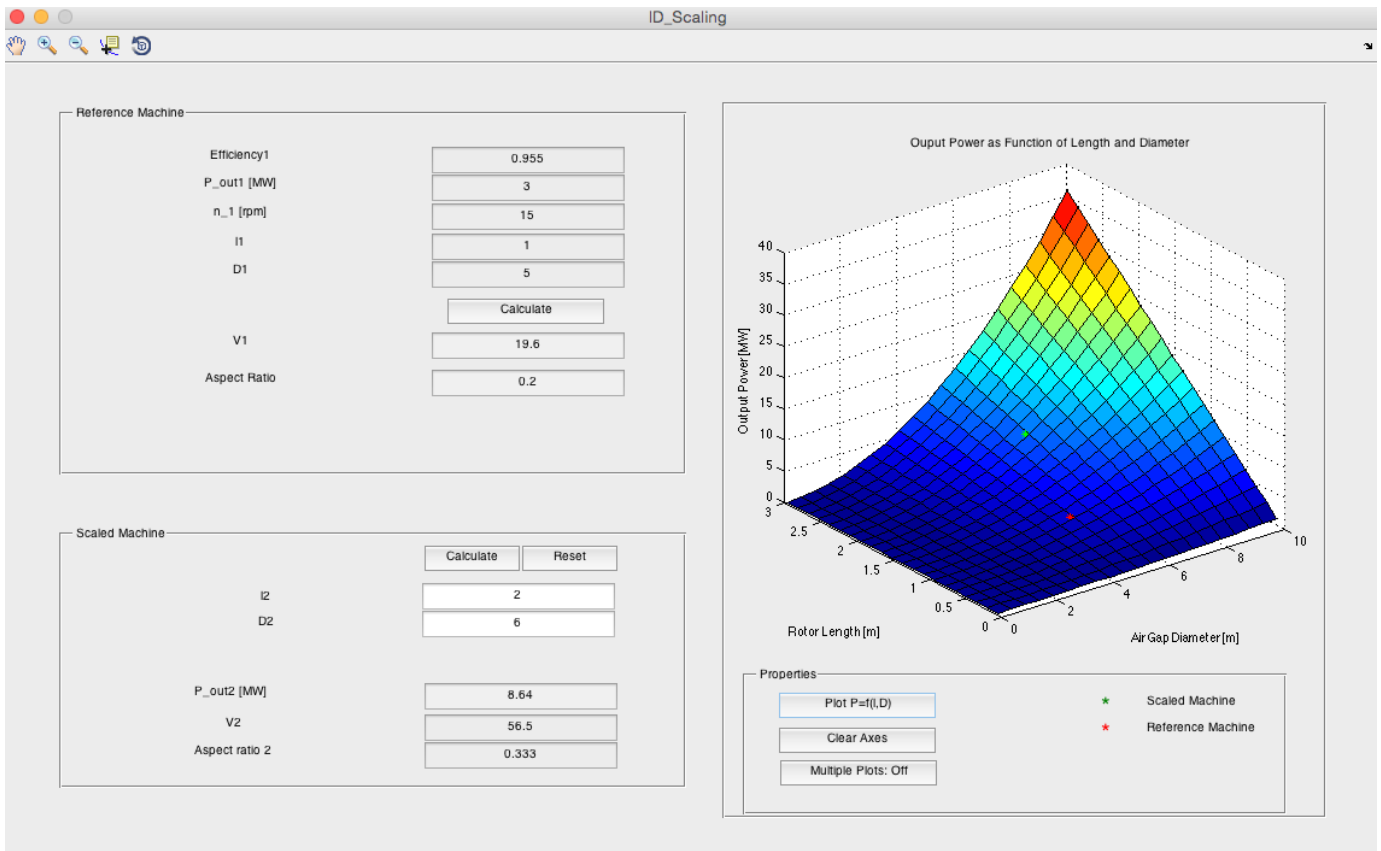 ID_Scaling
Reference Machine
Efficiency1
0.955
P_out1 [MW]
3
n_1 [rpm]
15
l1
1
D1
5
Calculate
V1
19.6
Aspect Ratio
0.2
Scaled Machine
Calculate
Reset
l2
2
D2
6
P_out2 [MW]
8.64
V2
56.5
Aspect ratio 2
0.333
Ouput Power as Function of Length and Diameter
Output Power[MW]
40
35
30
25
20
15
10
5
0
3
2.5
2
1.5
1
0.5
0
Rotor Length[m]
0
2
4
6
8
10
Air Gap Diameter[m]
Properties
Plot P=f(l,D)
Clear Axes
Multiple Plots: Off
* Scaled Machine
* Reference Machine